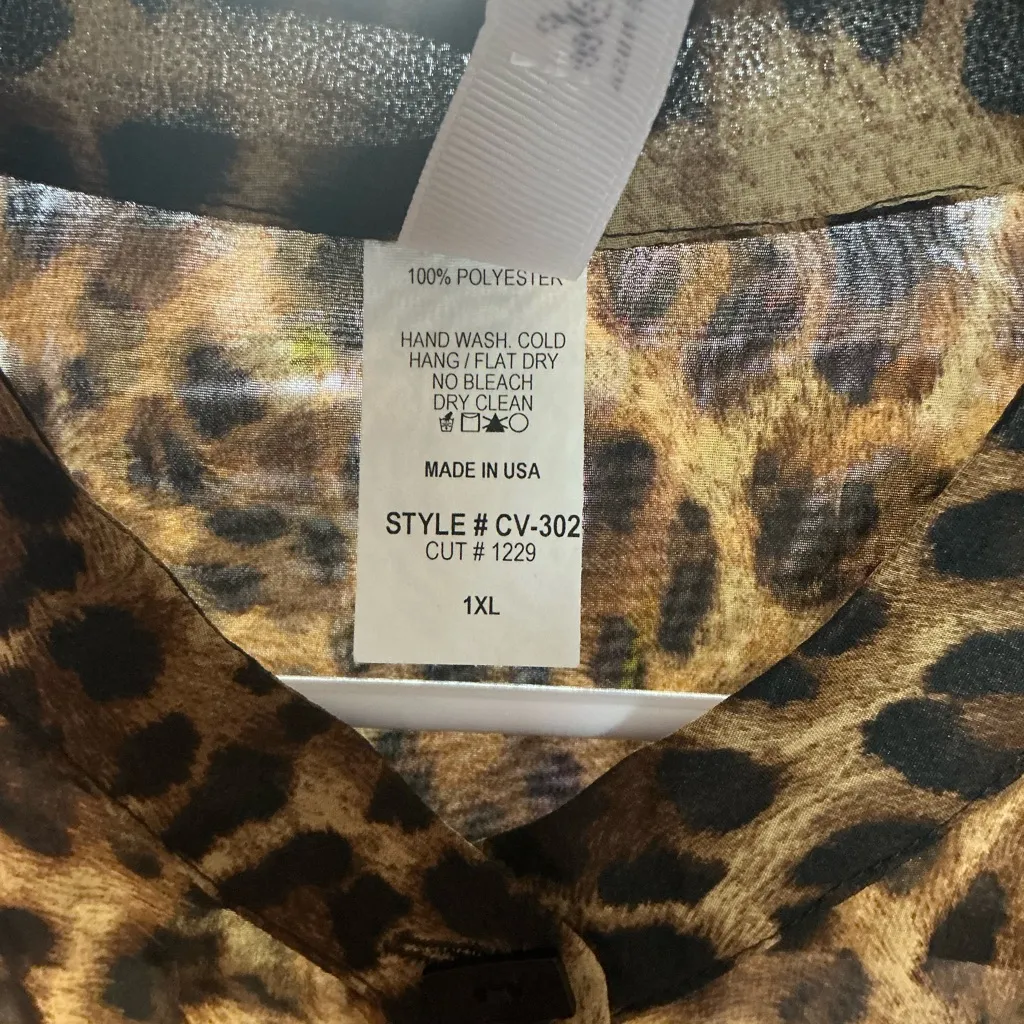 100% POLYESTER
HAND WASH. COLD
HANG / FLAT DRY
NO BLEACH
DRY CLEAN
MADE IN USA
STYLE # CV-302
CUT # 1229
1XL